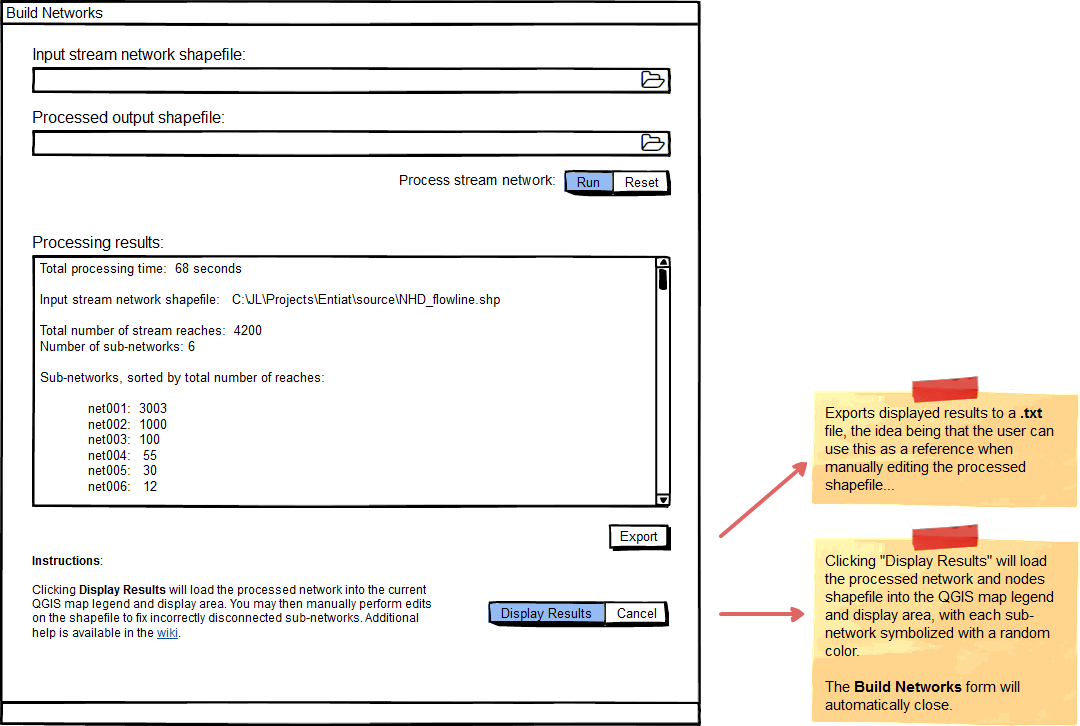 Build Networks
Input stream network shapefile:
Processed output shapefile:
Process stream network: Run Reset
Processing results:
Total processing time: 68 seconds
Input stream network shapefile: C:\JL\Projects\Entiat\source\NHD_flowline.shp
Total number of stream reaches: 4200
Number of sub-networks: 6
Sub-networks, sorted by total number of reaches:
net001: 3003
net002: 1000
net003: 100
net004: 55
net005: 30
net006: 12
Export
Instructions:
Clicking Display Results will load the processed network into the current
QGIS map legend and display area. You may then manually perform edits
on the shapefile to fix incorrectly disconnected sub-networks. Additional
help is available in the wiki.
Display Results Cancel
Exports displayed results to a .txt
file, the idea being that the user can
use this as a reference when
manually editing the processed
shapefile...
Clicking "Display Results" will load
the processed network and nodes
shapefile into the QGIS map legend
and display area, with each sub-
network symbolized with a random
color.
The Build Networks form will
automatically close.